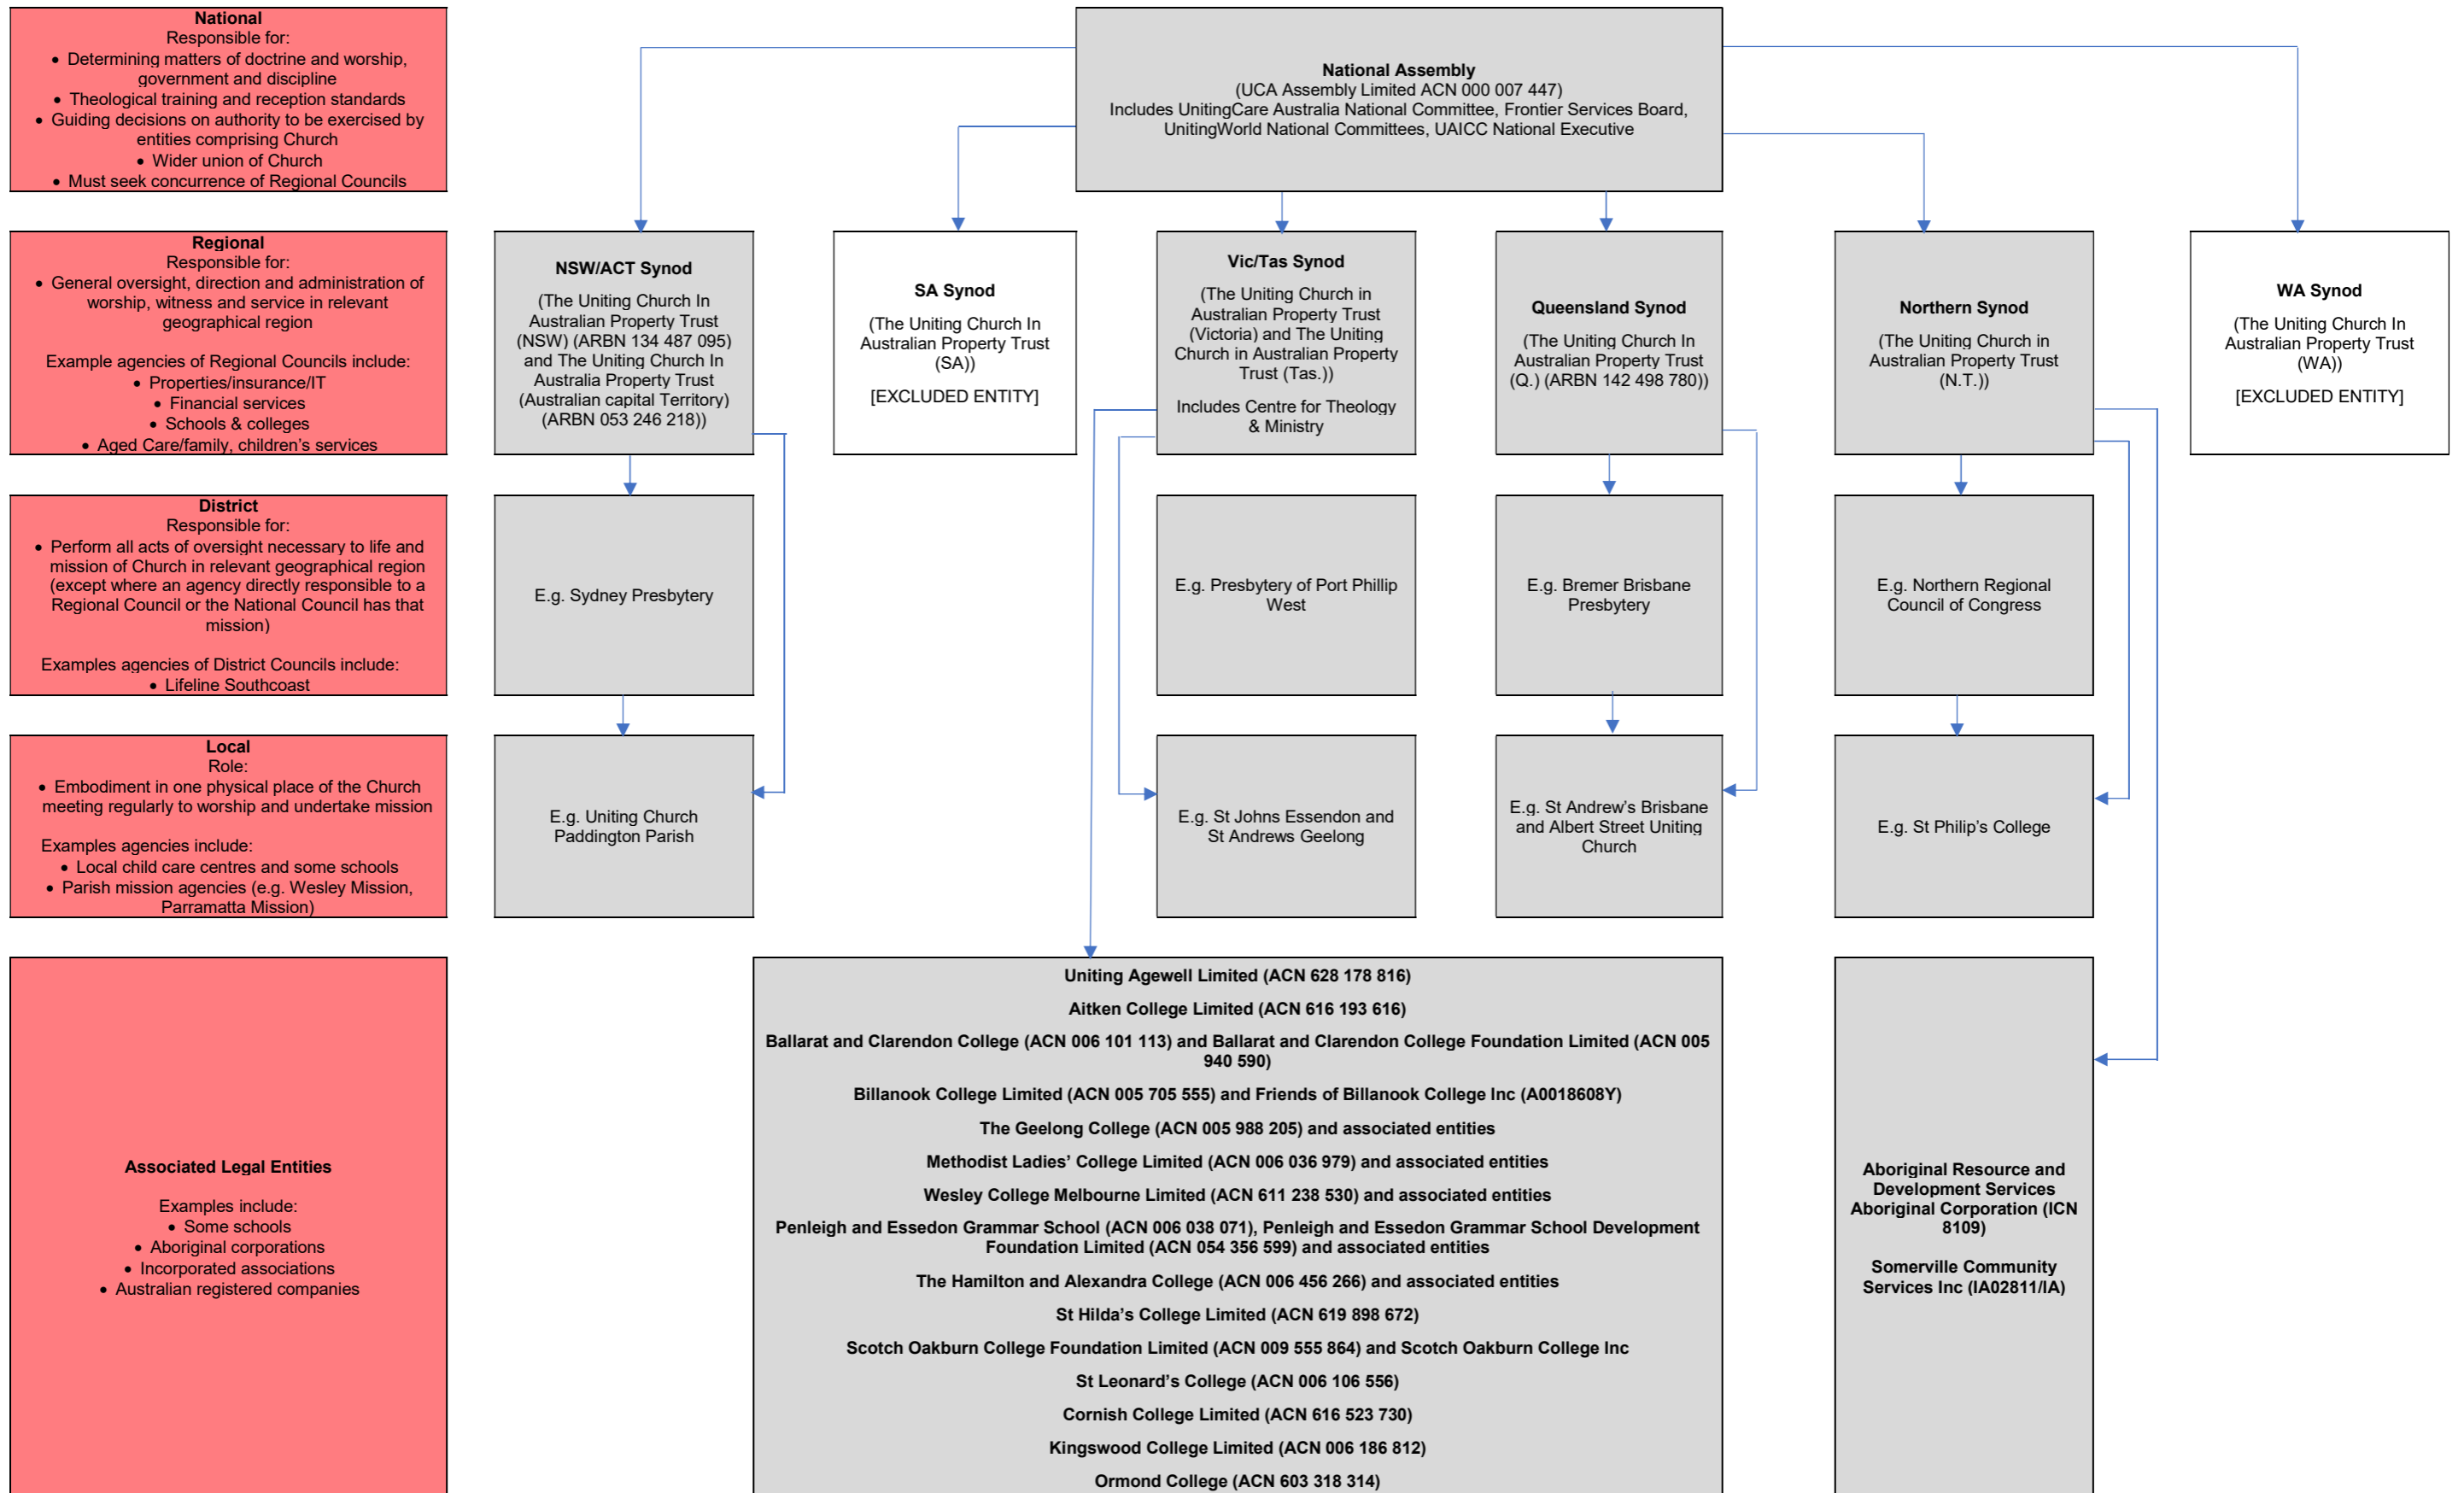 National
Responsible for:
• Determining matters of doctrine and worship,
government and discipline
• Theological training and reception standards
• Guiding decisions on authority to be exercised by
entities comprising Church
• Wider union of Church
• Must seek concurrence of Regional Councils
National Assembly
(UCA Assembly Limited ACN 000 007 447)
Includes UnitingCare Australia National Committee, Frontier Services Board,
UnitingWorld National Committees, UAICC National Executive
Regional
Responsible for:
• General oversight, direction and administration of
worship, witness and service in relevant
geographical region
Example agencies of Regional Councils include:
• Properties/insurance/IT
• Financial services
• Schools & colleges
• Aged Care/family, children's services
NSW/ACT Synod
(The Uniting Church In
Australian Property Trust
(NSW) (ARBN 134 487 095)
and The Uniting Church In
Australia Property Trust
(Australian capital Territory)
(ARBN 053 246 218))
SA Synod
(The Uniting Church In
Australian Property Trust
(SA))
[EXCLUDED ENTITY]
Vic/Tas Synod
(The Uniting Church in
Australian Property Trust
(Victoria) and The Uniting
Church in Australian Property
Trust (Tas.))
Includes Centre for Theology
& Ministry
Queensland Synod
(The Uniting Church In
Australian Property Trust
(Q.) (ARBN 142 498 780))
Northern Synod
(The Uniting Church in
Australian Property Trust
(N.T.))
WA Synod
(The Uniting Church In
Australian Property Trust
(WA))
[EXCLUDED ENTITY]
District
Responsible for:
• Perform all acts of oversight necessary to life and
mission of Church in relevant geographical region
(except where an agency directly responsible to a
Regional Council or the National Council has that
mission)
Examples agencies of District Councils include:
• Lifeline Southcoast
E.g. Sydney Presbytery
E.g. Presbytery of Port Phillip
West
E.g. Bremer Brisbane
Presbytery
E.g. Northern Regional
Council of Congress
Local
Role:
• Embodiment in one physical place of the Church
meeting regularly to worship and undertake mission
Examples agencies include:
• Local child care centres and some schools
• Parish mission agencies (e.g. Wesley Mission,
Parramatta Mission)
E.g. Uniting Church
Paddington Parish
E.g. St Johns Essendon and
St Andrews Geelong
E.g. St Andrew's Brisbane
and Albert Street Uniting
Church
E.g. St Philip's College
Associated Legal Entities
Examples include:
• Some schools
• Aboriginal corporations
• Incorporated associations
• Australian registered companies
Uniting Agewell Limited (ACN 628 178 816)
Aitken College Limited (ACN 616 193 616)
Ballarat and Clarendon College (ACN 006 101 113) and Ballarat and Clarendon College Foundation Limited (ACN 005
940 590)
Billanook College Limited (ACN 005 705 555) and Friends of Billanook College Inc (A0018608Y)
The Geelong College (ACN 005 988 205) and associated entities
Methodist Ladies' College Limited (ACN 006 036 979) and associated entities
Wesley College Melbourne Limited (ACN 611 238 530) and associated entities
Penleigh and Essedon Grammar School (ACN 006 038 071), Penleigh and Essedon Grammar School Development
Foundation Limited (ACN 054 356 599) and associated entities
The Hamilton and Alexandra College (ACN 006 456 266) and associated entities
St Hilda's College Limited (ACN 619 898 672)
Scotch Oakburn College Foundation Limited (ACN 009 555 864) and Scotch Oakburn College Inc
St Leonard's College (ACN 006 106 556)
Cornish College Limited (ACN 616 523 730)
Kingswood College Limited (ACN 006 186 812)
Ormond College (ACN 603 318 314)
Aboriginal Resource and
Development Services
Aboriginal Corporation (ICN
8109)
Somerville Community
Services Inc (IA02811/IA)